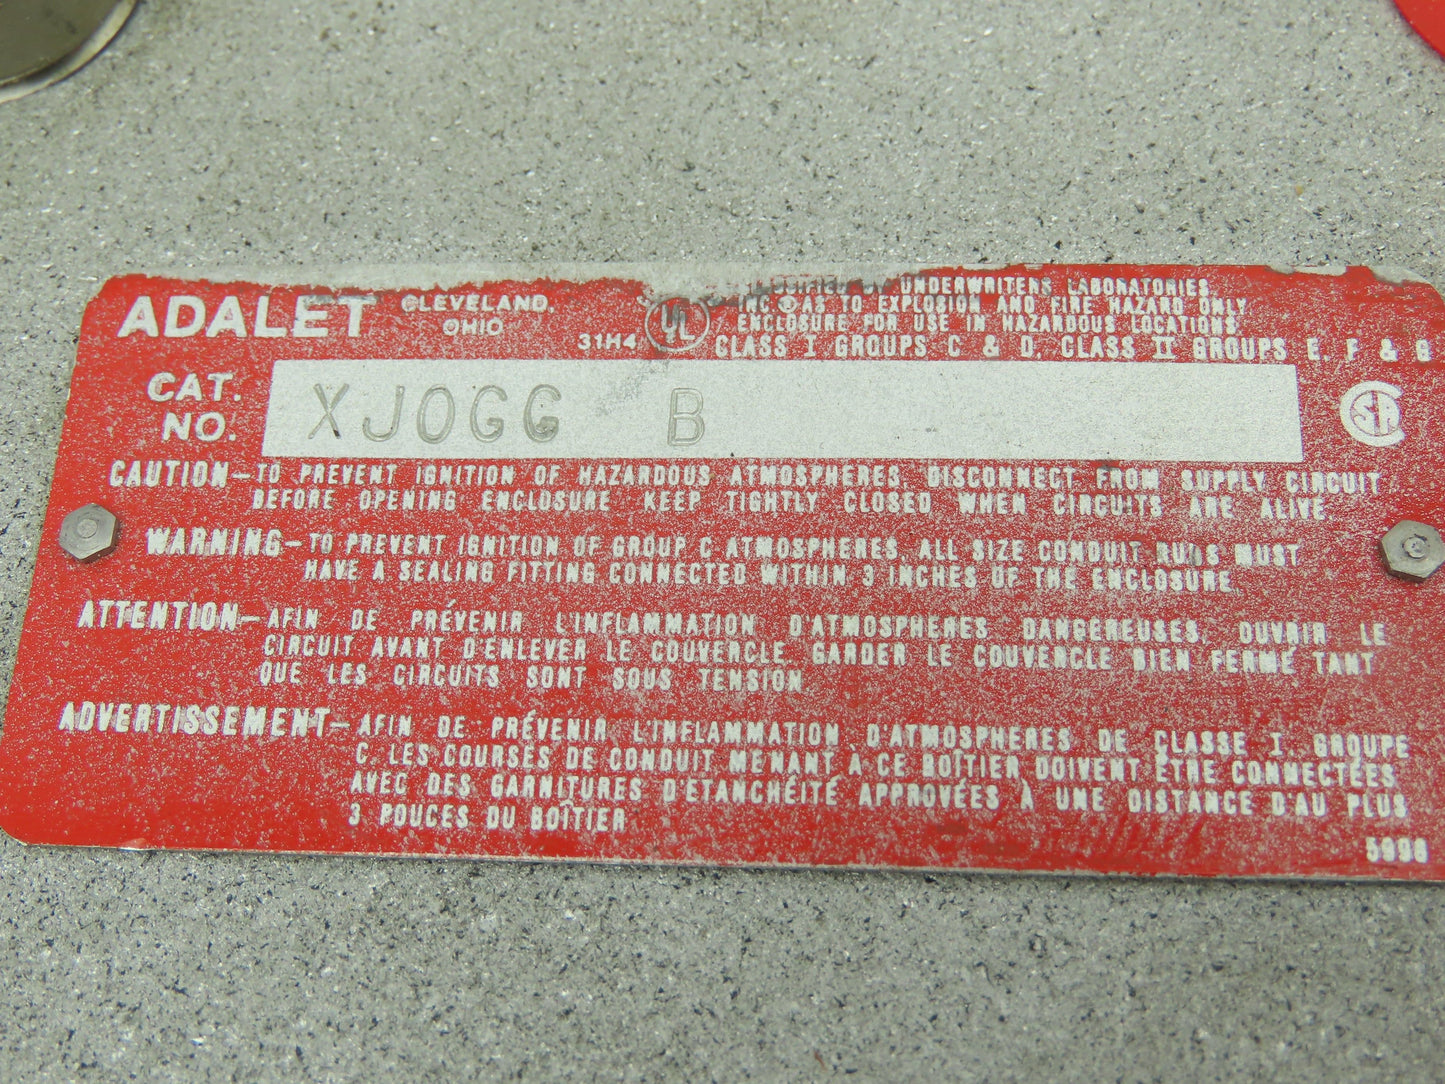 ADALET
CLEVELAND,
OHIO
31H4
UL
UNDERWRITERS LABORATORIES
INC ® AS TO EXPLOSION AND FIRE HAZARD ONLY
ENCLOSURE FOR USE IN HAZARDOUS LOCATIONS
CLASS I GROUPS C & D, CLASS II GROUPS E, F & G
CAT.
NO.
XJOGG B
CAUTION-TO PREVENT IGNITION OF HAZARDOUS ATMOSPHERES, DISCONNECT FROM SUPPLY CIRCUIT
BEFORE OPENING ENCLOSURE KEEP TIGHTLY CLOSED WHEN CIRCUITS ARE ALIVE
WARNING-TO PREVENT IGNITION OF GROUP C ATMOSPHERES, ALL SIZE CONDUIT RUNS MUST
HAVE A SEALING FITTING CONNECTED WITHIN 3 INCHES OF THE ENCLOSURE
ATTENTION-AFIN DE PRÉVENIR L'INFLAMMATION D'ATMOSPHERES DANGEREUSES, OUVRIR LE
CIRCUIT AVANT D'ENLEVER LE COUVERCLE. GARDER LE COUVERCLE BIEN FERME TANT
QUE LES CIRCUITS SONT SOUS TENSION
ADVERTISSEMENT-AFIN DE PRÉVENIR L'INFLAMMATION D'ATMOSPHERES DE CLASSE I, GROUPE
C LES COURSES DE CONDUIT MENANT À CE BOÎTIER DOIVENT ETRE CONNECTEES
AVEC DES GARNITURES D'ETANCHÉITÉ APPROVÉES À UNE DISTANCE D'AU PLUS
3 POUCES DU BOÎTIER